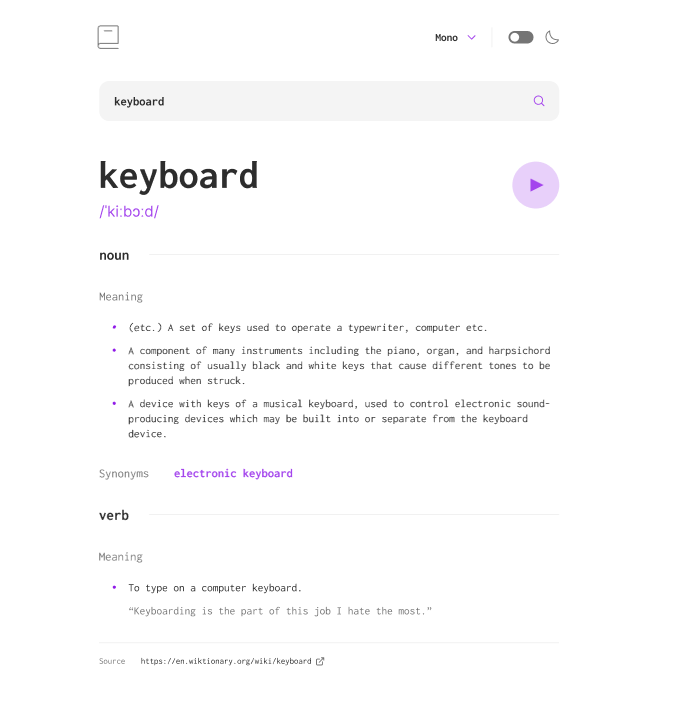 Mono
keyboard
keyboard
/ˈkiːbɔːd/
noun
Meaning
(etc.) A set of keys used to operate a typewriter, computer etc.
A component of many instruments including the piano, organ, and harpsichord
consisting of usually black and white keys that cause different tones to be
produced when struck.
A device with keys of a musical keyboard, used to control electronic sound-
producing devices which may be built into or separate from the keyboard
device.
Synonyms electronic keyboard
verb
Meaning
To type on a computer keyboard.
“Keyboarding is the part of this job I hate the most.”
Source https://en.wiktionary.org/wiki/keyboard